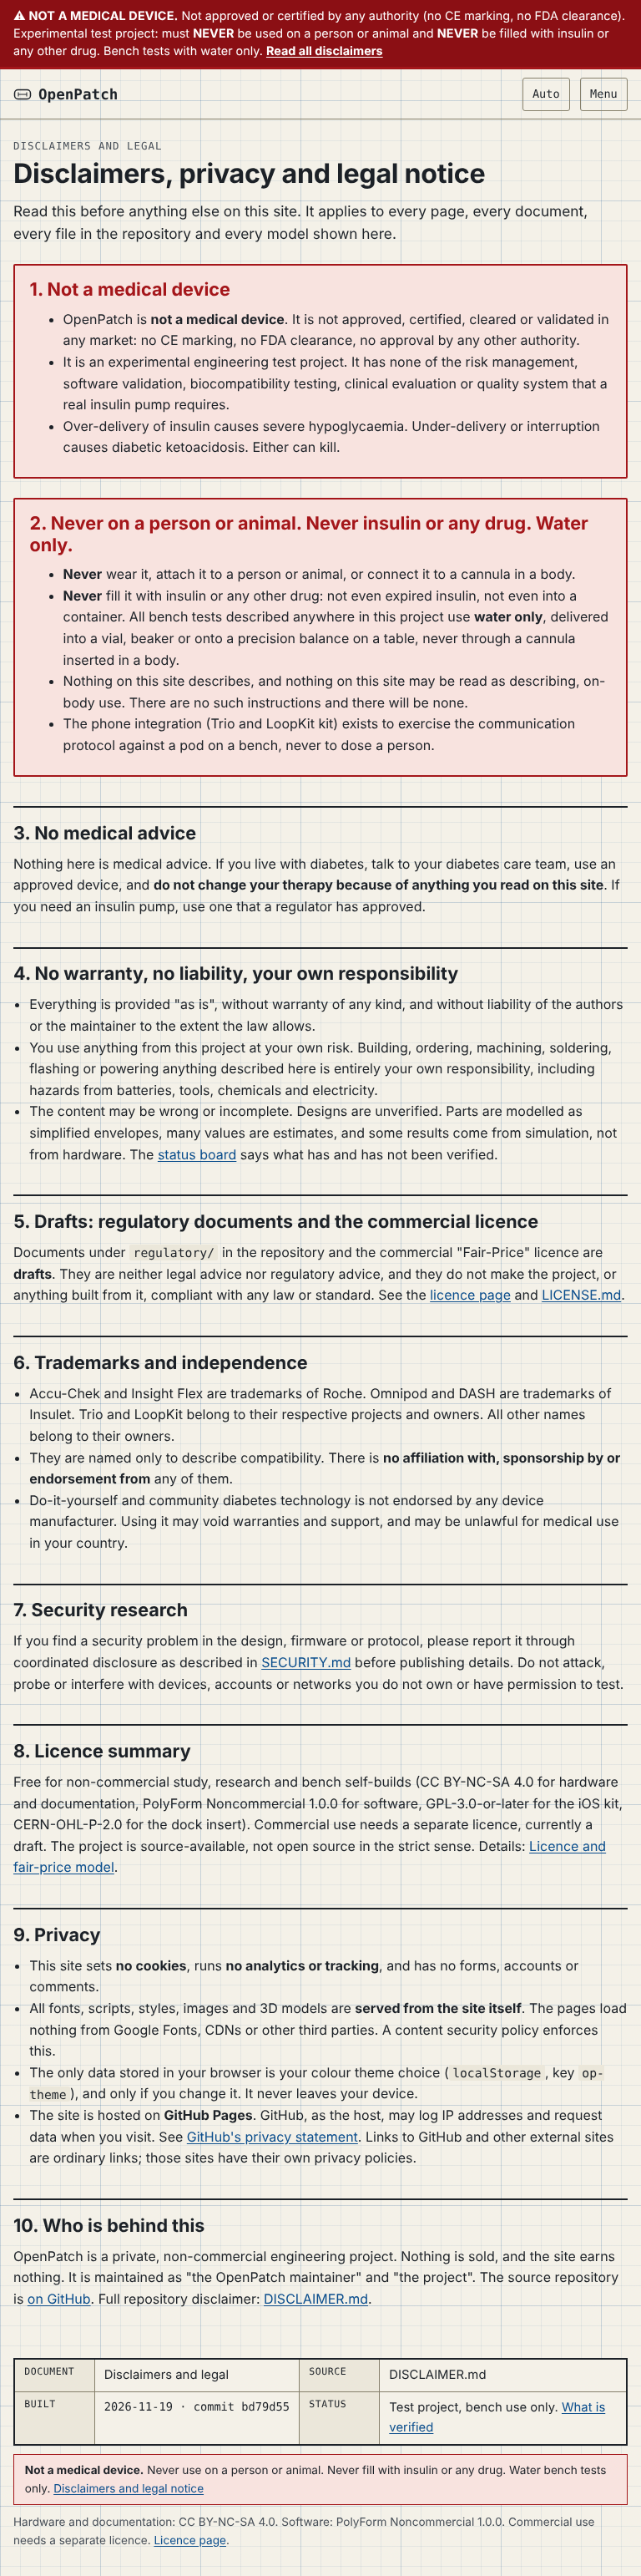 ⚠ NOT A MEDICAL DEVICE. Not approved or certified by any authority (no CE marking, no FDA clearance).
Experimental test project: must NEVER be used on a person or animal and NEVER be filled with insulin or
any other drug. Bench tests with water only. Read all disclaimers
OpenPatch
Auto
Menu
DISCLAIMERS AND LEGAL
Disclaimers, privacy and legal notice
Read this before anything else on this site. It applies to every page, every document,
every file in the repository and every model shown here.
1. Not a medical device
• OpenPatch is not a medical device. It is not approved, certified, cleared or validated in
any market: no CE marking, no FDA clearance, no approval by any other authority.
• It is an experimental engineering test project. It has none of the risk management,
software validation, biocompatibility testing, clinical evaluation or quality system that a
real insulin pump requires.
• Over-delivery of insulin causes severe hypoglycaemia. Under-delivery or interruption
causes diabetic ketoacidosis. Either can kill.
2. Never on a person or animal. Never insulin or any drug. Water
only.
• Never wear it, attach it to a person or animal, or connect it to a cannula in a body.
• Never fill it with insulin or any other drug: not even expired insulin, not even into a
container. All bench tests described anywhere in this project use water only, delivered
into a vial, beaker or onto a precision balance on a table, never through a cannula
inserted in a body.
• Nothing on this site describes, and nothing on this site may be read as describing, on-
body use. There are no such instructions and there will be none.
• The phone integration (Trio and LoopKit kit) exists to exercise the communication
protocol against a pod on a bench, never to dose a person.
3. No medical advice
Nothing here is medical advice. If you live with diabetes, talk to your diabetes care team, use an
approved device, and do not change your therapy because of anything you read on this site. If
you need an insulin pump, use one that a regulator has approved.
4. No warranty, no liability, your own responsibility
• Everything is provided "as is", without warranty of any kind, and without liability of the authors
or the maintainer to the extent the law allows.
• You use anything from this project at your own risk. Building, ordering, machining, soldering,
flashing or powering anything described here is entirely your own responsibility, including
hazards from batteries, tools, chemicals and electricity.
• The content may be wrong or incomplete. Designs are unverified. Parts are modelled as
simplified envelopes, many values are estimates, and some results come from simulation, not
from hardware. The status board says what has and has not been verified.
5. Drafts: regulatory documents and the commercial licence
Documents under regulatory/ in the repository and the commercial "Fair-Price" licence are
drafts. They are neither legal advice nor regulatory advice, and they do not make the project, or
anything built from it, compliant with any law or standard. See the licence page and LICENSE.md.
6. Trademarks and independence
• Accu-Chek and Insight Flex are trademarks of Roche. Omnipod and DASH are trademarks of
Insulet. Trio and LoopKit belong to their respective projects and owners. All other names
belong to their owners.
• They are named only to describe compatibility. There is no affiliation with, sponsorship by or
endorsement from any of them.
• Do-it-yourself and community diabetes technology is not endorsed by any device
manufacturer. Using it may void warranties and support, and may be unlawful for medical use
in your country.
7. Security research
If you find a security problem in the design, firmware or protocol, please report it through
coordinated disclosure as described in SECURITY.md before publishing details. Do not attack,
probe or interfere with devices, accounts or networks you do not own or have permission to test.
8. Licence summary
Free for non-commercial study, research and bench self-builds (CC BY-NC-SA 4.0 for hardware
and documentation, PolyForm Noncommercial 1.0.0 for software, GPL-3.0-or-later for the iOS kit,
CERN-OHL-P-2.0 for the dock insert). Commercial use needs a separate licence, currently a
draft. The project is source-available, not open source in the strict sense. Details: Licence and
fair-price model.
9. Privacy
• This site sets no cookies, runs no analytics or tracking, and has no forms, accounts or
comments.
• All fonts, scripts, styles, images and 3D models are served from the site itself. The pages load
nothing from Google Fonts, CDNs or other third parties. A content security policy enforces
this.
• The only data stored in your browser is your colour theme choice ( localStorage , key op-
theme ), and only if you change it. It never leaves your device.
• The site is hosted on GitHub Pages. GitHub, as the host, may log IP addresses and request
data when you visit. See GitHub's privacy statement. Links to GitHub and other external sites
are ordinary links; those sites have their own privacy policies.
10. Who is behind this
OpenPatch is a private, non-commercial engineering project. Nothing is sold, and the site earns
nothing. It is maintained as "the OpenPatch maintainer" and "the project". The source repository
is on GitHub. Full repository disclaimer: DISCLAIMER.md.
DOCUMENT Disclaimers and legal SOURCE DISCLAIMER.md
BUILT 2026-11-19 · commit bd79d55 STATUS Test project, bench use only. What is
verified
Not a medical device. Never use on a person or animal. Never fill with insulin or any drug. Water bench tests
only. Disclaimers and legal notice
Hardware and documentation: CC BY-NC-SA 4.0. Software: PolyForm Noncommercial 1.0.0. Commercial use
needs a separate licence. Licence page.